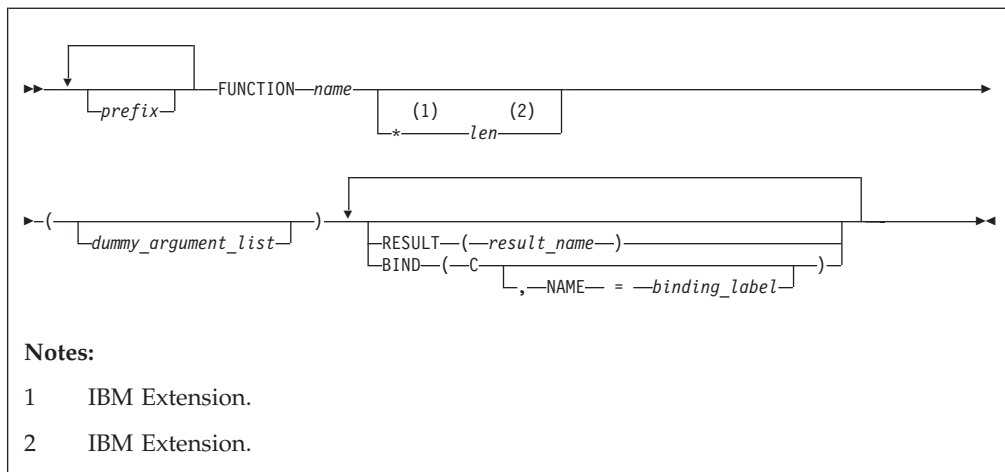 FUNCTION name
prefix
(1) (2)
* len
( )
dummy_argument_list
RESULT ( result_name )
BIND ( C )
, NAME = binding_label
Notes:
1 IBM Extension.
2 IBM Extension.